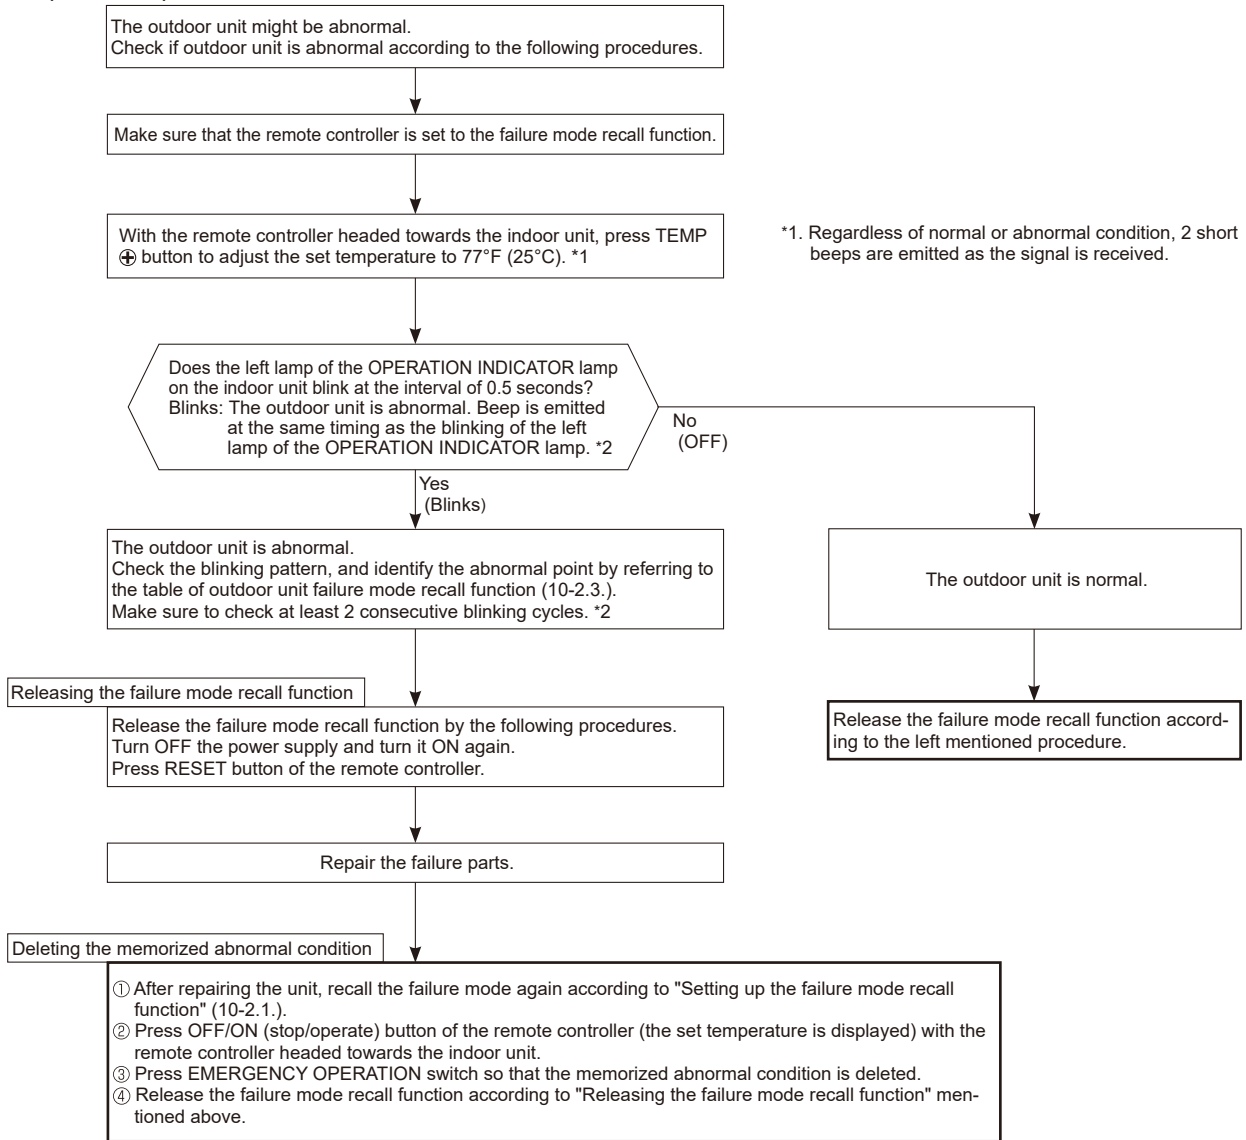 The outdoor unit might be abnormal.
Check if outdoor unit is abnormal according to the following procedures.
Make sure that the remote controller is set to the failure mode recall function.
With the remote controller headed towards the indoor unit, press TEMP
⊕ button to adjust the set temperature to 77°F (25°C). *1
*1. Regardless of normal or abnormal condition, 2 short
beeps are emitted as the signal is received.
Does the left lamp of the OPERATION INDICATOR lamp
on the indoor unit blink at the interval of 0.5 seconds?
Blinks: The outdoor unit is abnormal. Beep is emitted
at the same timing as the blinking of the left
lamp of the OPERATION INDICATOR lamp. *2
No
(OFF)
Yes
(Blinks)
The outdoor unit is abnormal.
Check the blinking pattern, and identify the abnormal point by referring to
the table of outdoor unit failure mode recall function (10-2.3.).
Make sure to check at least 2 consecutive blinking cycles. *2
The outdoor unit is normal.
Releasing the failure mode recall function
Release the failure mode recall function by the following procedures.
Turn OFF the power supply and turn it ON again.
Press RESET button of the remote controller.
Release the failure mode recall function accord-
ing to the left mentioned procedure.
Repair the failure parts.
Deleting the memorized abnormal condition
① After repairing the unit, recall the failure mode again according to "Setting up the failure mode recall
function" (10-2.1.).
② Press OFF/ON (stop/operate) button of the remote controller (the set temperature is displayed) with the
remote controller headed towards the indoor unit.
③ Press EMERGENCY OPERATION switch so that the memorized abnormal condition is deleted.
④ Release the failure mode recall function according to "Releasing the failure mode recall function" men-
tioned above.